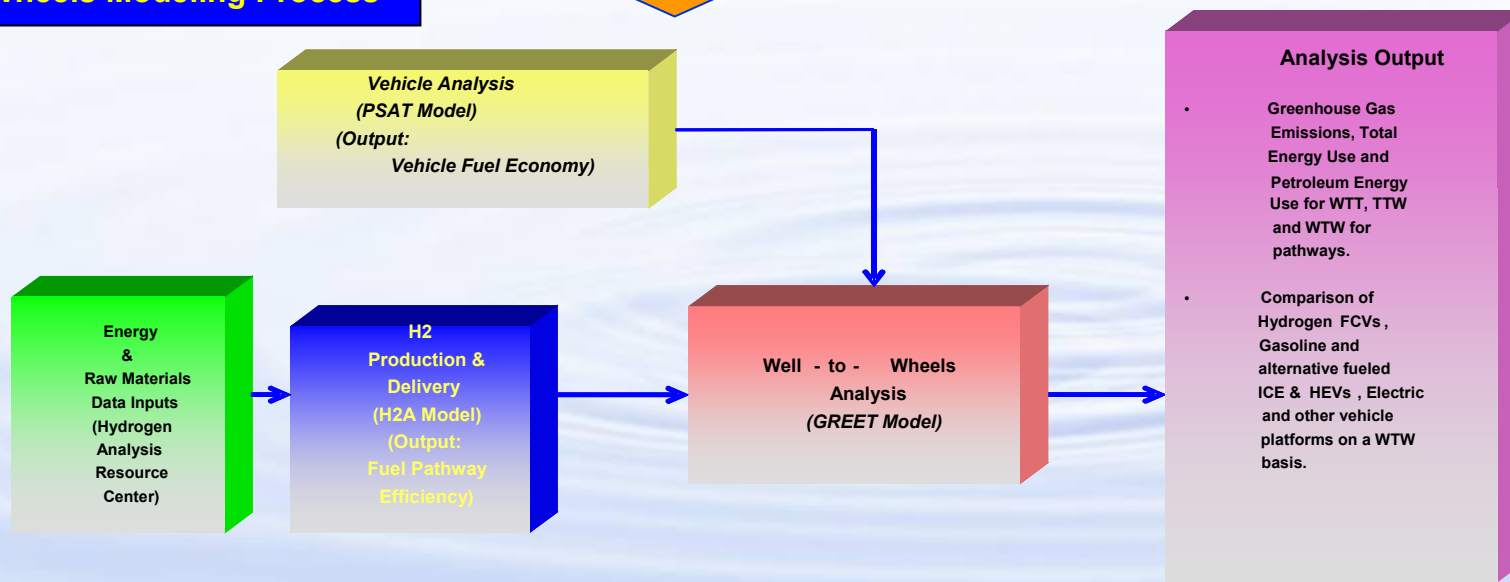 Wheels Modeling Process
Vehicle Analysis
(PSAT Model)
(Output:
Vehicle Fuel Economy)
Energy
&
Raw Materials
Data Inputs
(Hydrogen
Analysis
Resource
Center)
H2
Production &
Delivery
(H2A Model)
(Output:
Fuel Pathway
Efficiency)
Well - to - Wheels
Analysis
(GREET Model)
Analysis Output
• Greenhouse Gas
Emissions, Total
Energy Use and
Petroleum Energy
Use for WTT, TTW
and WTW for
pathways.
• Comparison of
Hydrogen FCVs ,
Gasoline and
alternative fueled
ICE & HEVs , Electric
and other vehicle
platforms on a WTW
basis.